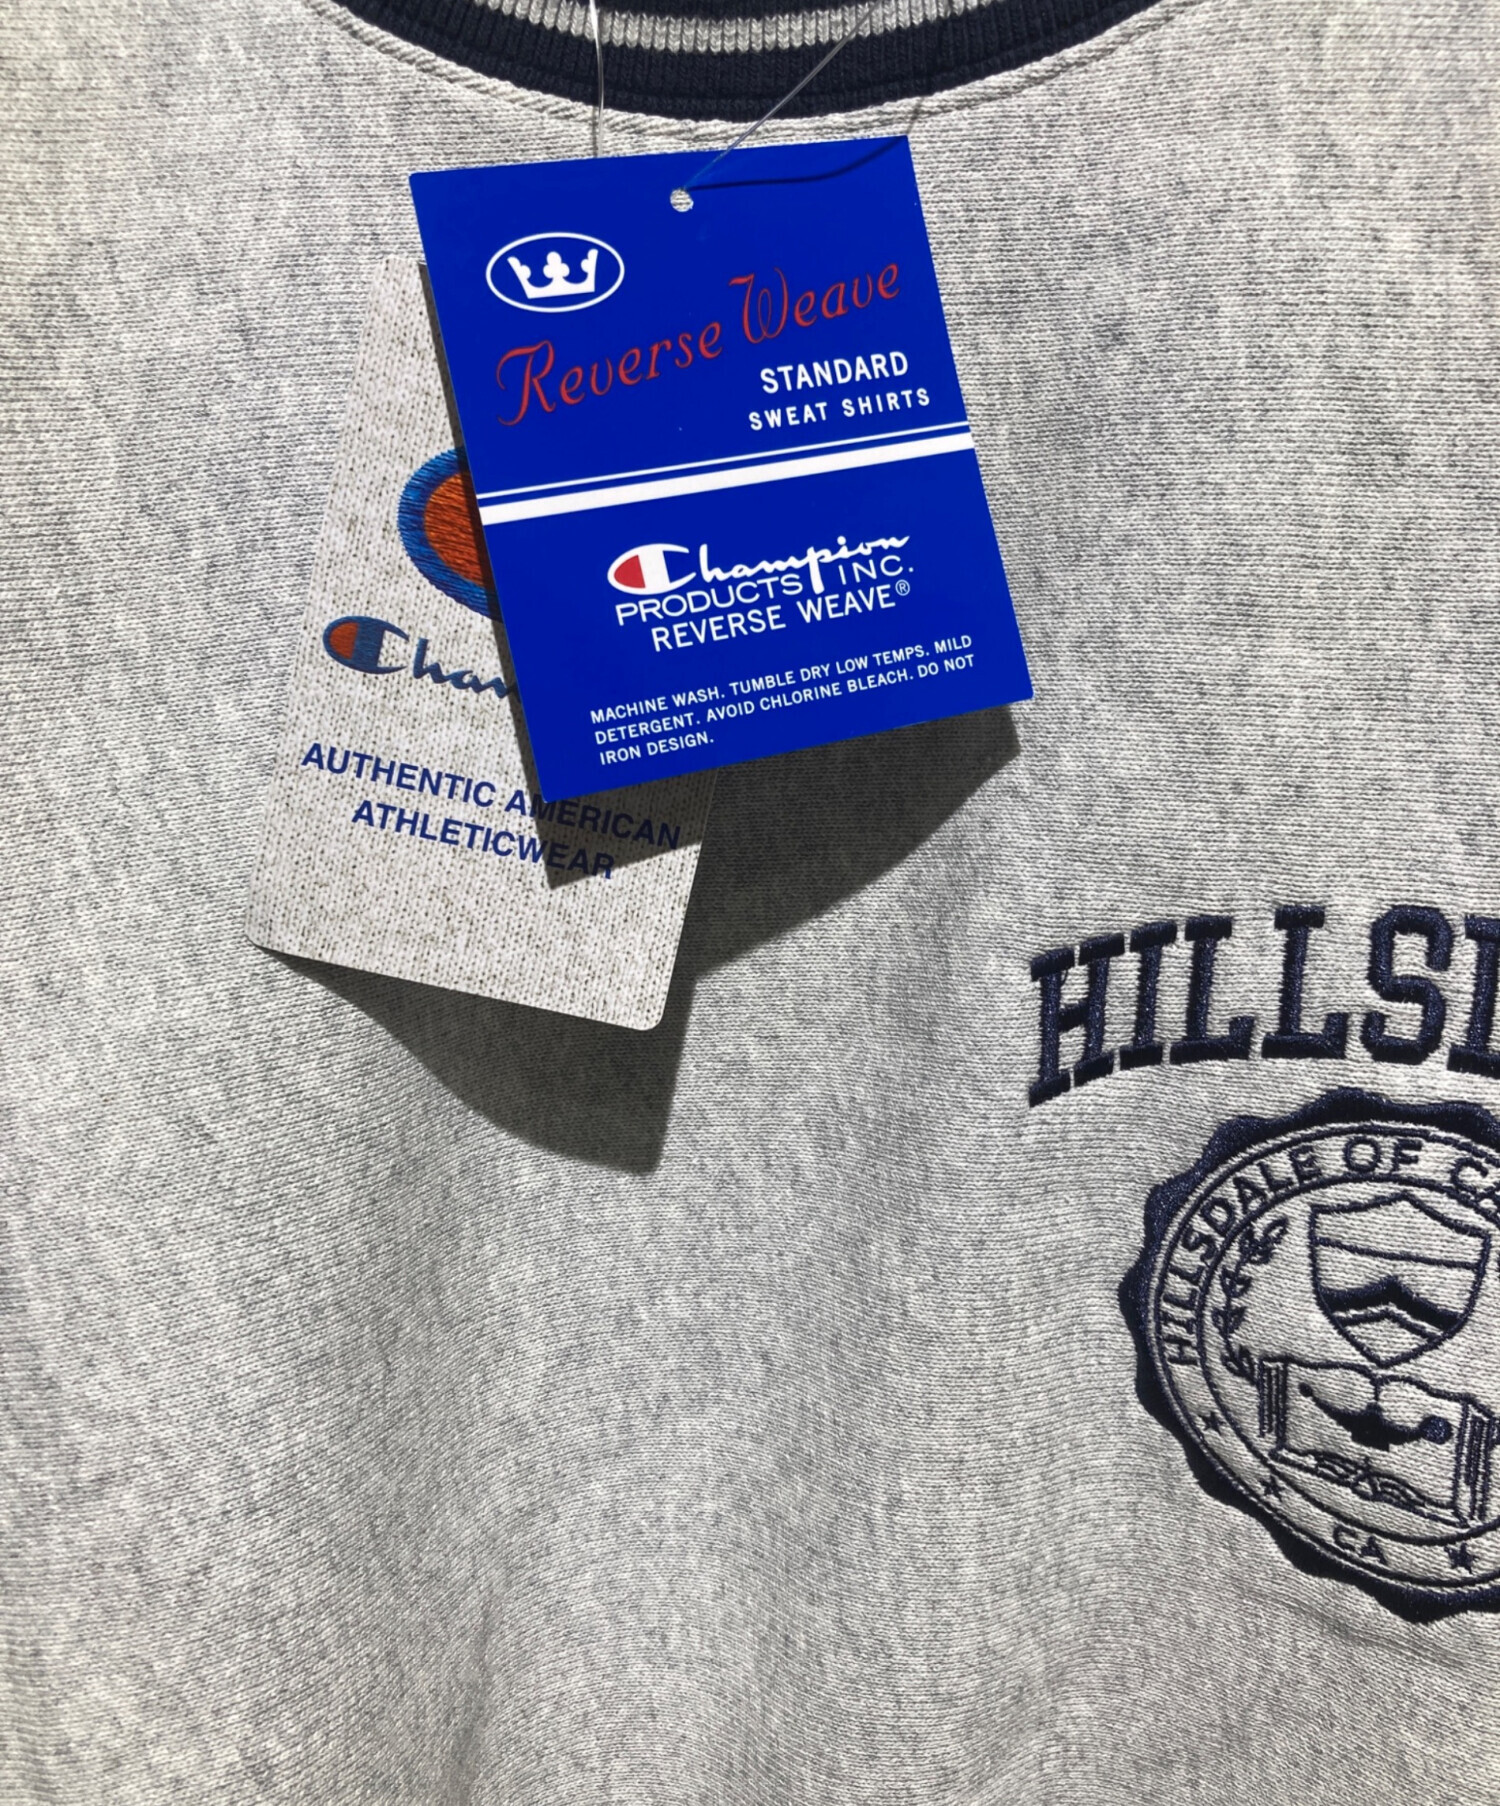 Reverse Weave
STANDARD
SWEAT SHIRTS
Champion
PRODUCTS INC.
REVERSE WEAVE®
MACHINE WASH. TUMBLE DRY LOW TEMPS. MILD
DETERGENT. AVOID CHLORINE BLEACH. DO NOT
IRON DESIGN.
AUTHENTIC AMERICAN
ATHLETICWEAR
HILLSDALE OF
CA